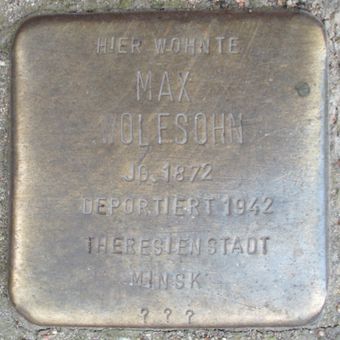 HIER WOHNTE
MAX
WOLFSOHN
JG. 1872
DEPORTIERT 1942
THERESIENSTADT
MINSK
? ? ?